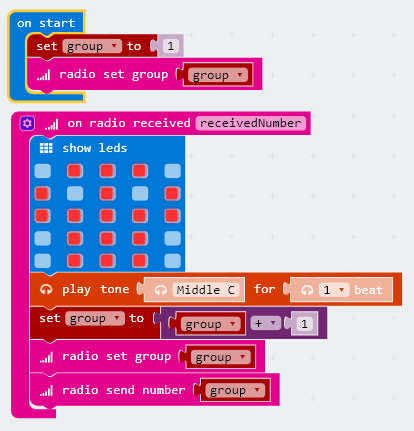 on start
set group to 1
radio set group group
on radio received receivedNumber
show leds
play tone Middle C for 1 beat
set group to group + 1
radio set group group
radio send number group